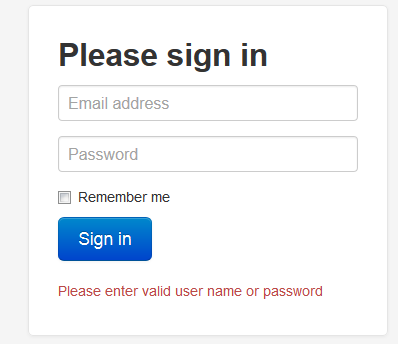 Please sign in
Email address
Password
Remember me
Sign in
Please enter valid user name or password